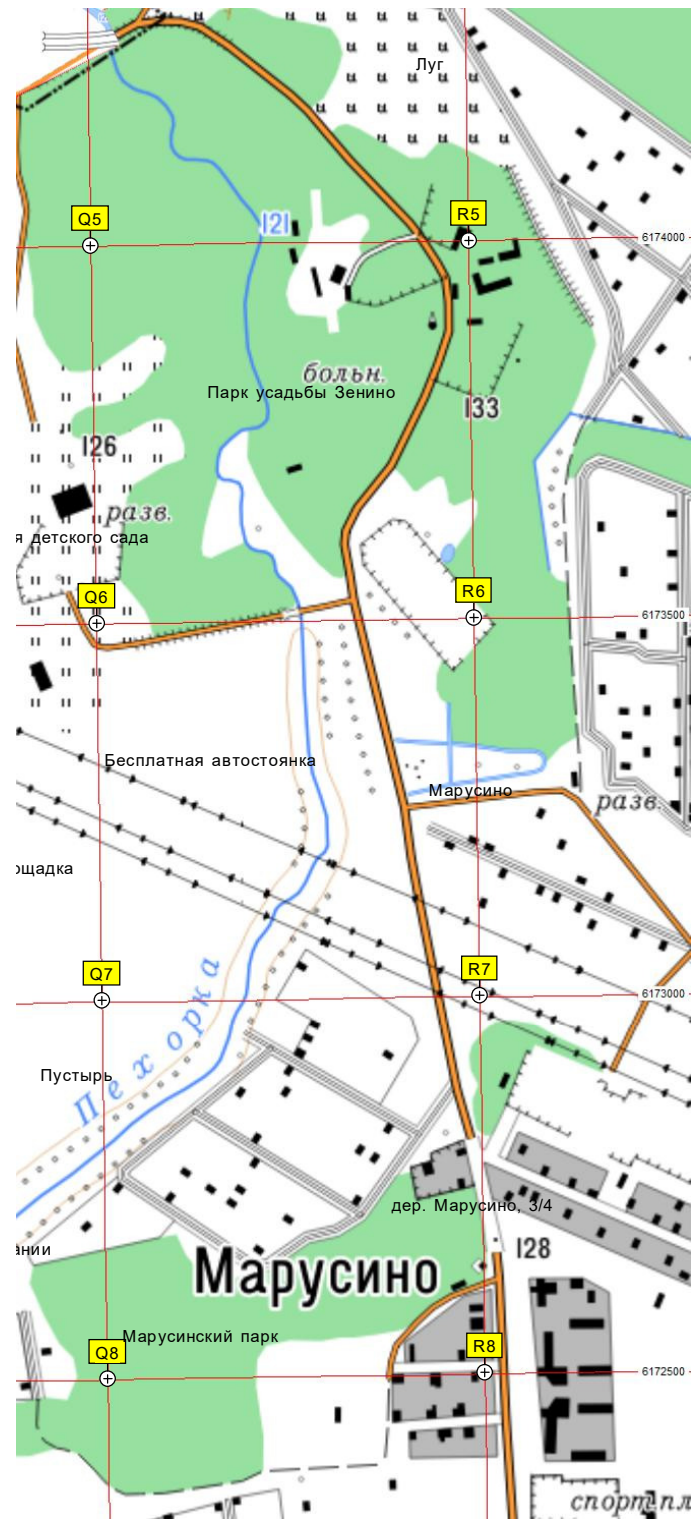 Луг
Q5
121
R5
6174000
больн.
Парк усадьбы Зенино
133
126
разв.
я детского сада
Q6
R6
6173500
Бесплатная автостоянка
Марусино
разв.
ощадка
Q7
R7
6173000
Пехорка
Пустырь
дер. Марусино, 3/4
ании
Марусино
128
Марусинский парк
Q8
R8
6172500
спорт.пл